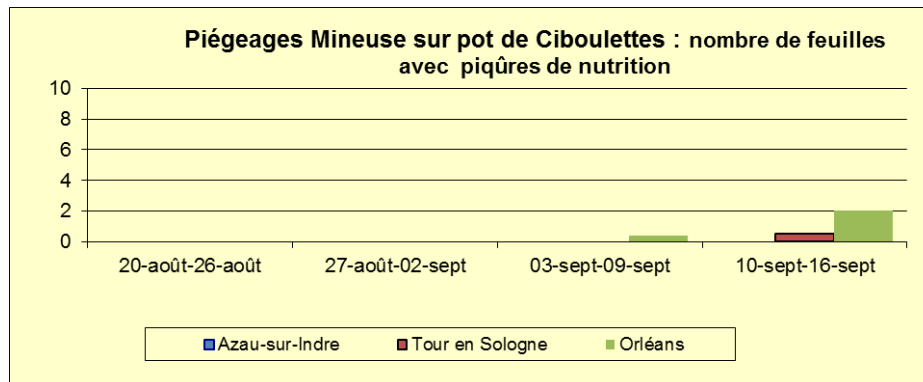 Piégeages Mineuse sur pot de Ciboulettes : nombre de feuilles
avec piqûres de nutrition
10
8
6
4
2
0
20-août-26-août 27-août-02-sept 03-sept-09-sept 10-sept-16-sept
Azau-sur-Indre Tour en Sologne Orléans